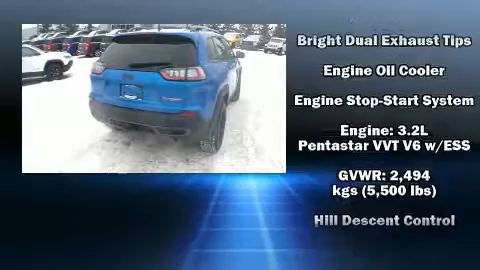 Bright Dual Exhaust Tips
Engine Oil Cooler
Engine Stop-Start System
Engine: 3.2L
Pentastar VVT V6 w/ESS
GVWR: 2,494
kgs (5,500 lbs)
Hill Descent Control